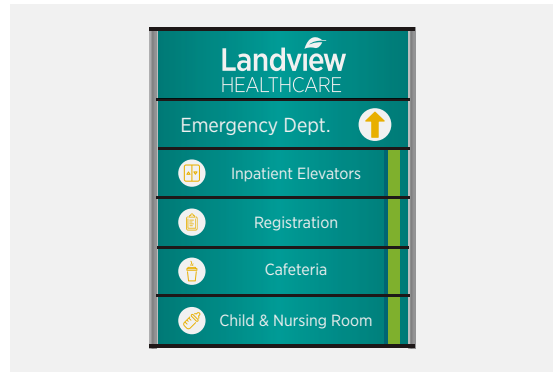 Landview
HEALTHCARE
Emergency Dept.
Inpatient Elevators
Registration
Cafeteria
Child & Nursing Room